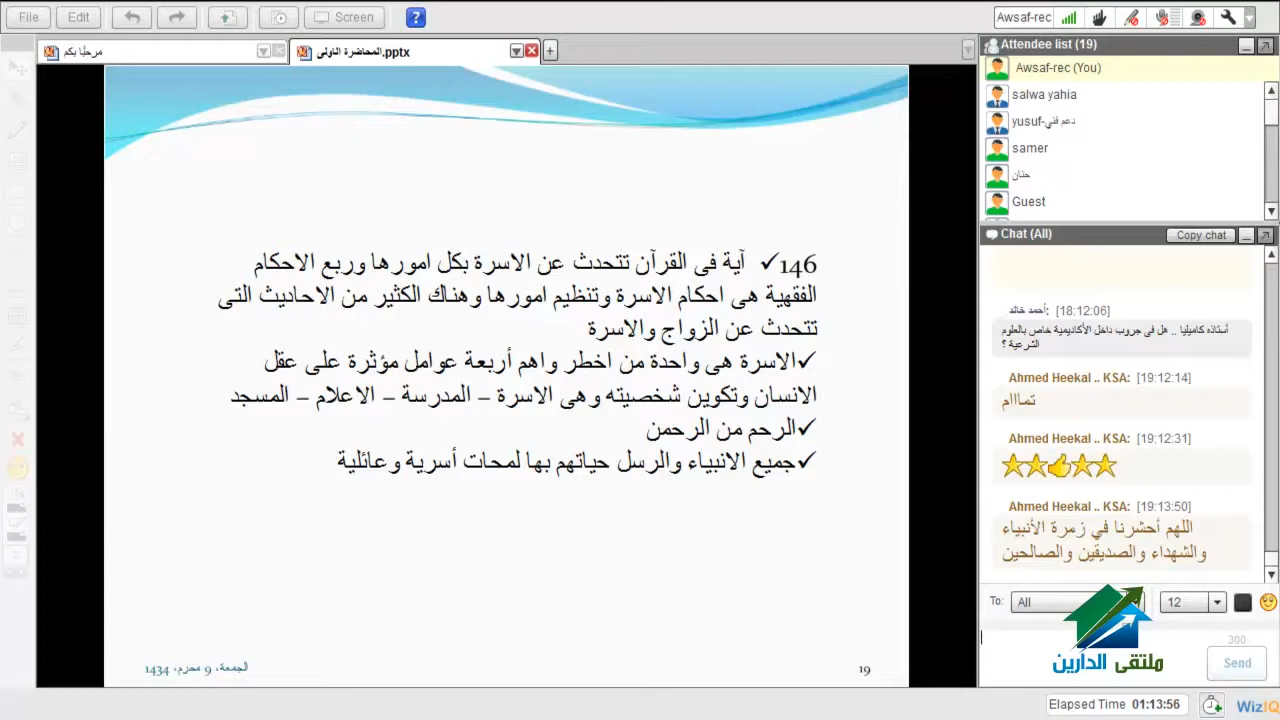 File
Edit
Screen
?
Awsaf-rec
مرحبًا بكم
المحاضرة الاولى.pptx
146 ✓ آية فى القرآن تتحدث عن الاسرة بكل امورها وربع الاحكام
الفقهية هى احكام الاسرة وتنظيم امورها وهناك الكثير من الاحاديث التى
تتحدث عن الزواج والاسرة
✓الاسرة هى واحدة من اخطر واهم أربعة عوامل مؤثرة على عقل
الانسان وتكوين شخصيته وهى الاسرة – المدرسة – الاعلام – المسجد
✓الرحم من الرحمن
✓جميع الانبياء والرسل حياتهم بها لمحات أسرية وعائلية
الجمعة، 9 محرم، 1434
19
Attendee list (19)
Awsaf-rec (You)
salwa yahia
yusuf-دعم فني
samer
حنان
Guest
Chat (All)
Copy chat
أحمد خالد: [18:12:06]
أستاذه كاميليا .. هل فى جروب داخل الأكاديمية خاص بالعلوم
الشرعية ؟
Ahmed Heekal .. KSA: [19:12:14]
تمااام
Ahmed Heekal .. KSA: [19:12:31]
Ahmed Heekal .. KSA: [19:13:50]
اللهم أحشرنا في زمرة الأنبياء
والشهداء والصديقين والصالحين
To: All
12
300
Send
ملتقى الدارين
Elapsed Time 01:13:56
WizIQ